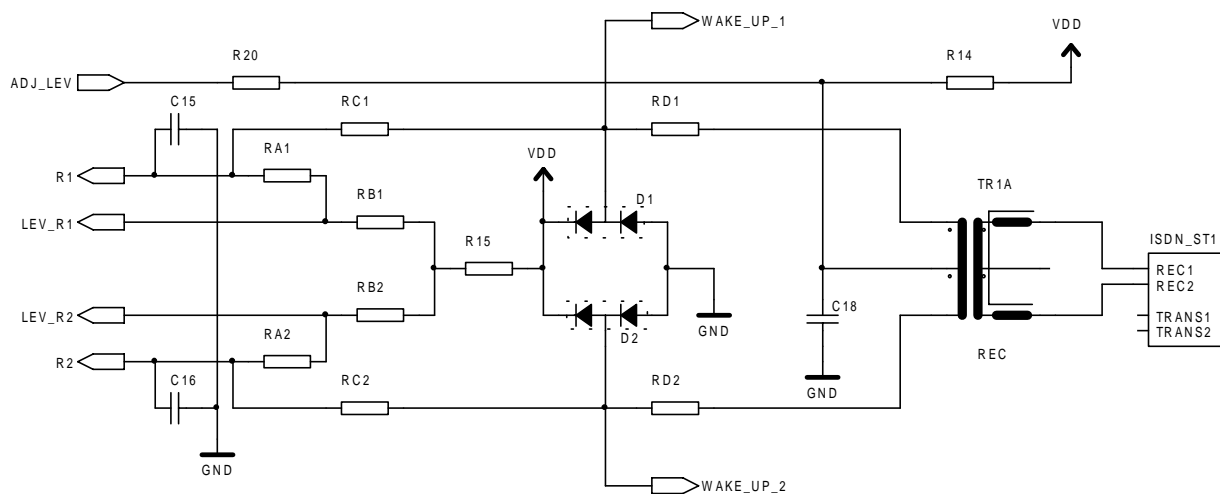 WAKE_UP_1
VDD
R20
R14
ADJ_LEV
C15
RC1
RD1
VDD
R1
RA1
TR1A
D1
LEV_R1
RB1
ISDN_ST1
R15
REC1
REC2
RB2
C18
LEV_R2
GND
TRANS1
TRANS2
RA2
D2
R2
REC
C16
RC2
RD2
GND
GND
WAKE_UP_2